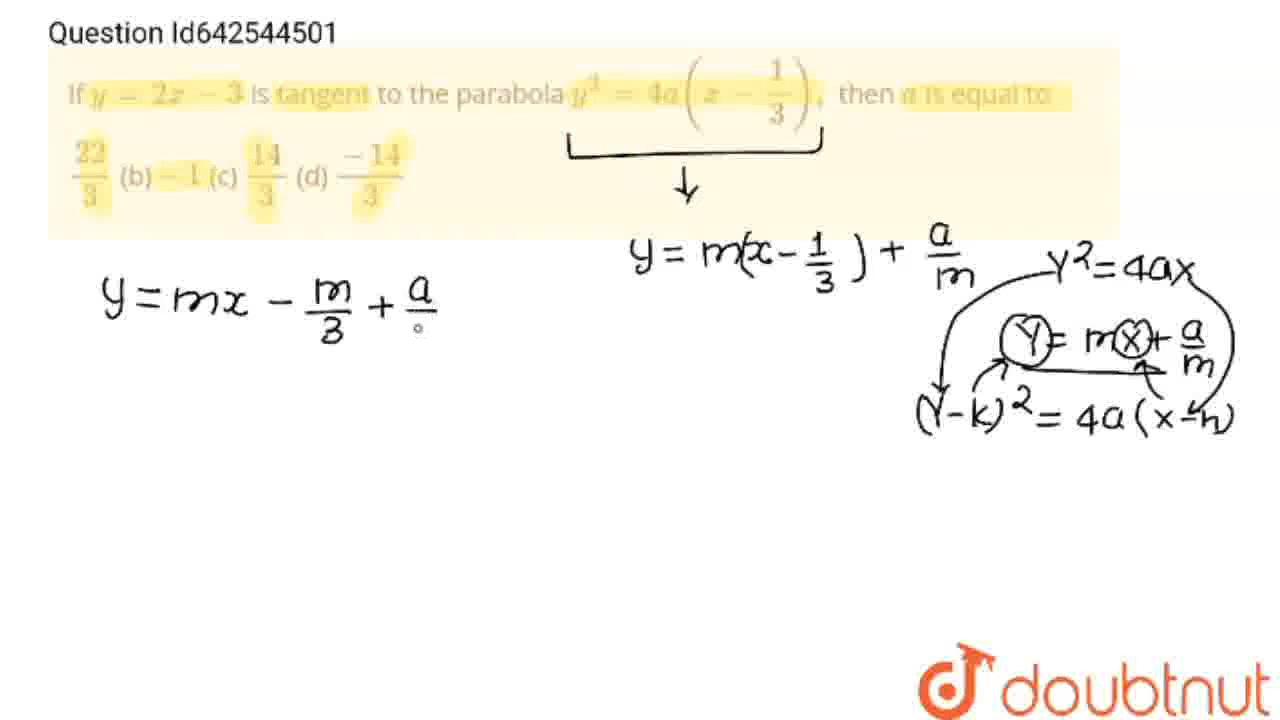 Question Id642544501
If y = 2x − 3 is tangent to the parabola y² = 4a(x − 1/3), then a is equal to
22/3 (b) −1 (c) 14/3 (d) −14/3
y = m(x − 1/3) + a/m
Y² = 4ax
y = mx − m/3 + a/
Y = mx + a/m
(Y−k)² = 4a(x−h)
doubtnut